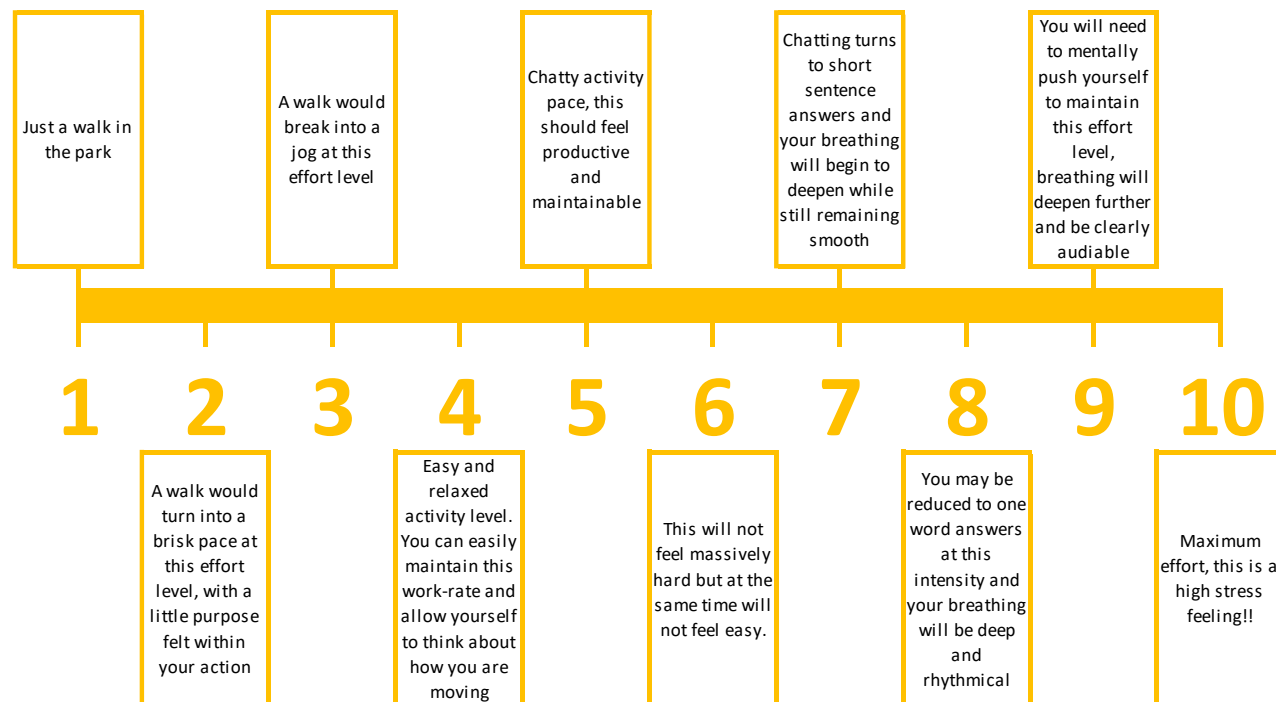 Just a walk in
the park
A walk would
break into a
jog at this
effort level
Chatty activity
pace, this
should feel
productive
and
maintainable
Chatting turns
to short
sentence
answers and
your breathing
will begin to
deepen while
still remaining
smooth
You will need
to mentally
push yourself
to maintain
this effort
level,
breathing will
deepen further
and be clearly
audiable
1 2 3 4 5 6 7 8 9 10
A walk would
turn into a
brisk pace at
this effort
level, with a
little purpose
felt within
your action
Easy and
relaxed
activity level.
You can easily
maintain this
work-rate and
allow yourself
to think about
how you are
moving
This will not
feel massively
hard but at the
same time will
not feel easy.
You may be
reduced to one
word answers
at this
intensity and
your breathing
will be deep
and
rhythmical
Maximum
effort, this is a
high stress
feeling!!